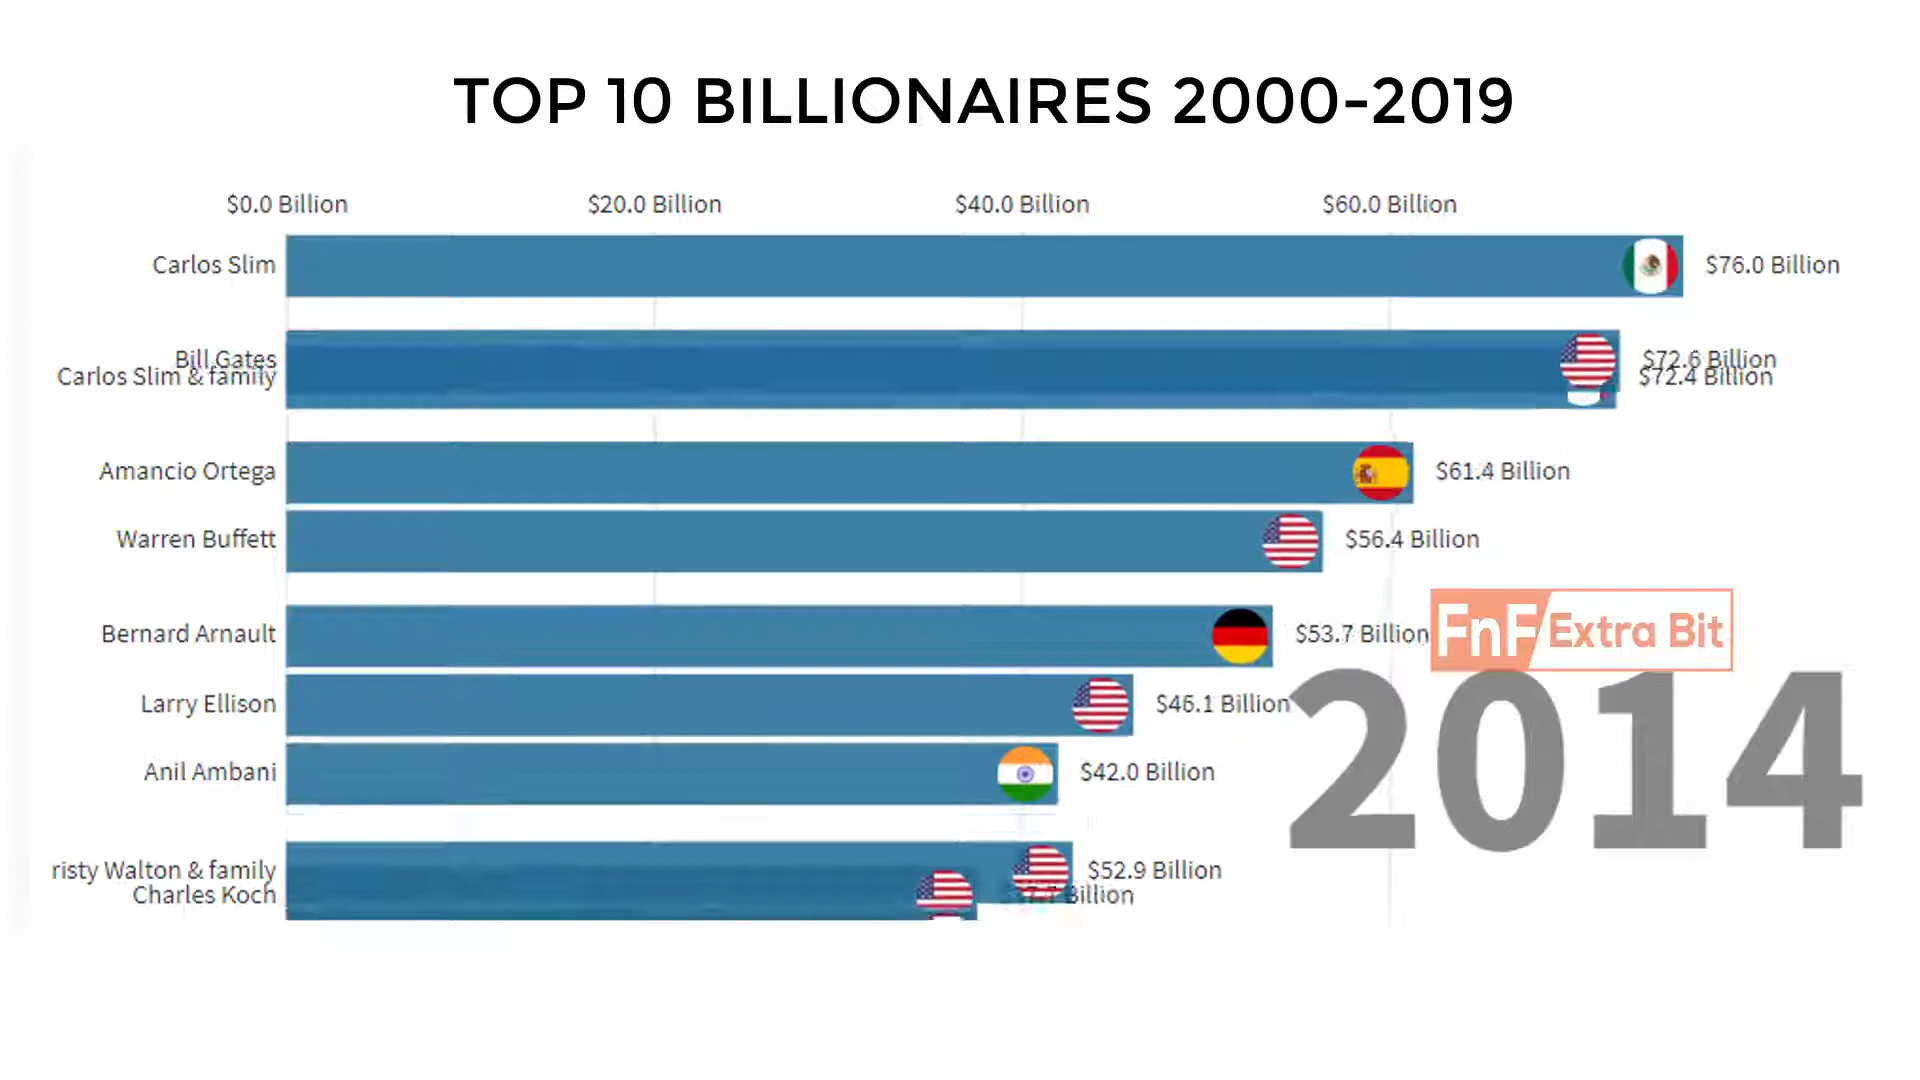 TOP 10 BILLIONAIRES 2000-2019
$0.0 Billion $20.0 Billion $40.0 Billion $60.0 Billion
Carlos Slim $76.0 Billion
Bill Gates $72.6 Billion
Carlos Slim & family $72.4 Billion
Amancio Ortega $61.4 Billion
Warren Buffett $56.4 Billion
Bernard Arnault $53.7 Billion
FnF Extra Bit
Larry Ellison $46.1 Billion
2014
Anil Ambani $42.0 Billion
risty Walton & family $52.9 Billion
Charles Koch Billion